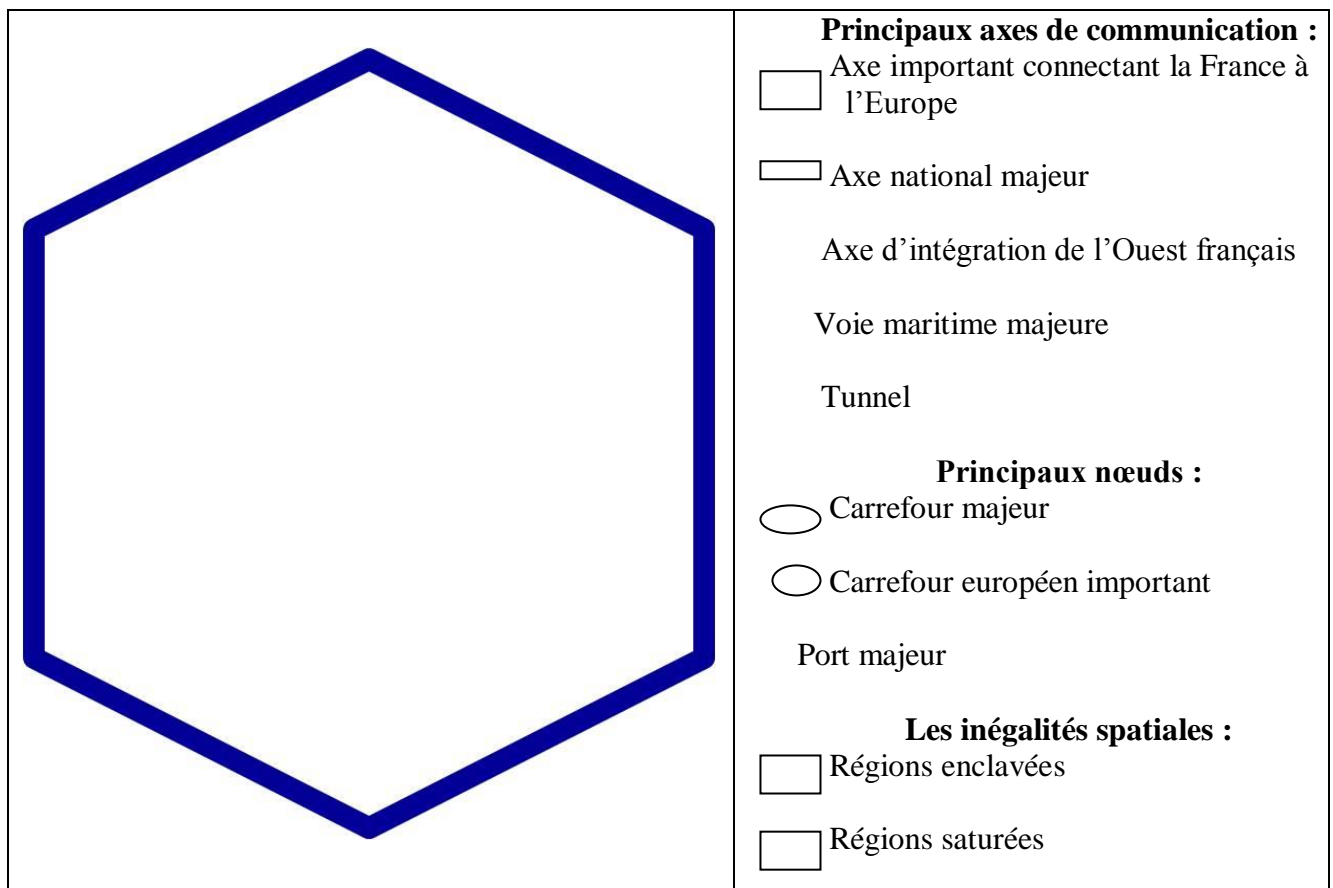 Principaux axes de communication :
Axe important connectant la France à
l’Europe
Axe national majeur
Axe d’intégration de l’Ouest français
Voie maritime majeure
Tunnel
Principaux nœuds :
Carrefour majeur
Carrefour européen important
Port majeur
Les inégalités spatiales :
Régions enclavées
Régions saturées